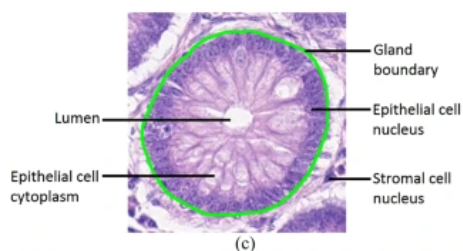 Gland
boundary
Lumen
Epithelial cell
nucleus
Epithelial cell
cytoplasm
Stromal cell
nucleus
(c)